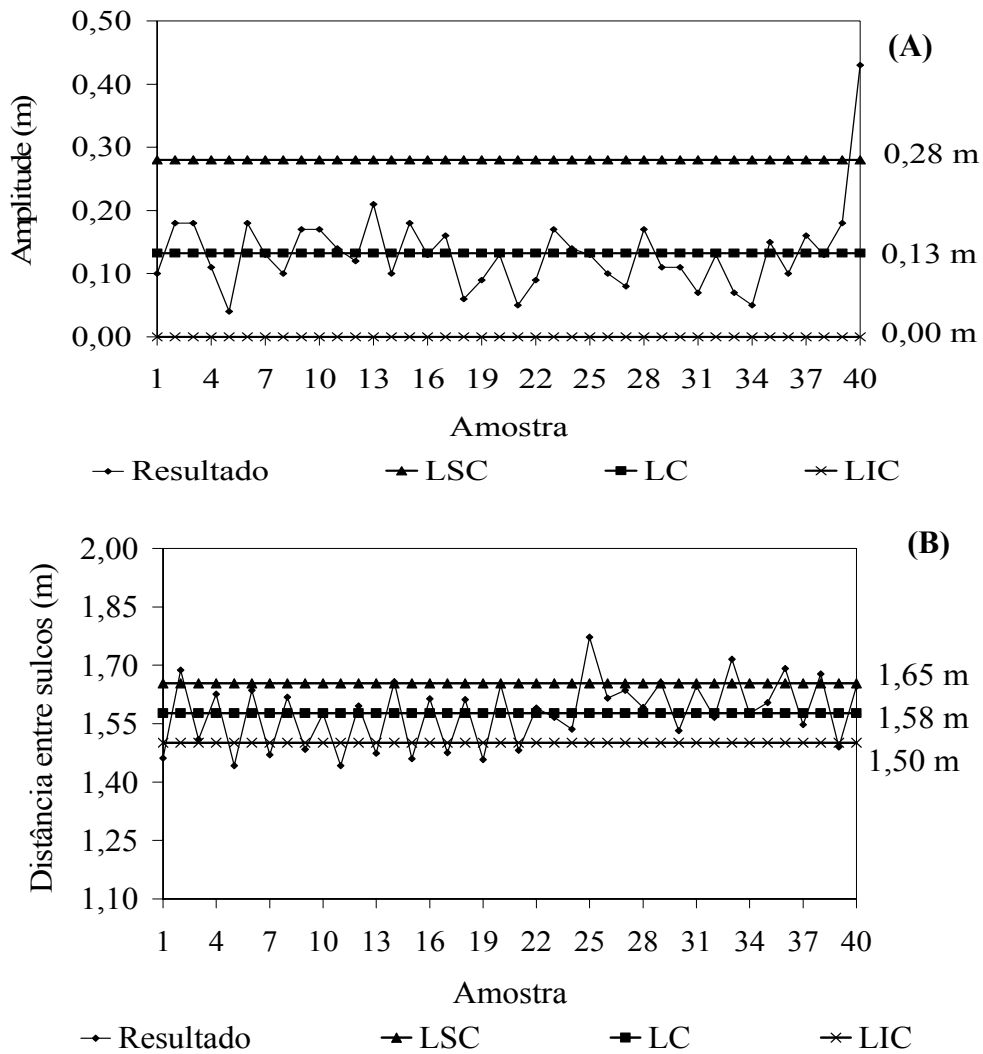 (A)
Amplitude (m)
0,50
0,40
0,30
0,20
0,10
0,00
0,28 m
0,13 m
0,00 m
1 4 7 10 13 16 19 22 25 28 31 34 37 40
Amostra
Resultado LSC LC LIC
(B)
Distância entre sulcos (m)
2,00
1,85
1,70
1,55
1,40
1,25
1,10
1,65 m
1,58 m
1,50 m
1 4 7 10 13 16 19 22 25 28 31 34 37 40
Amostra
Resultado LSC LC LIC